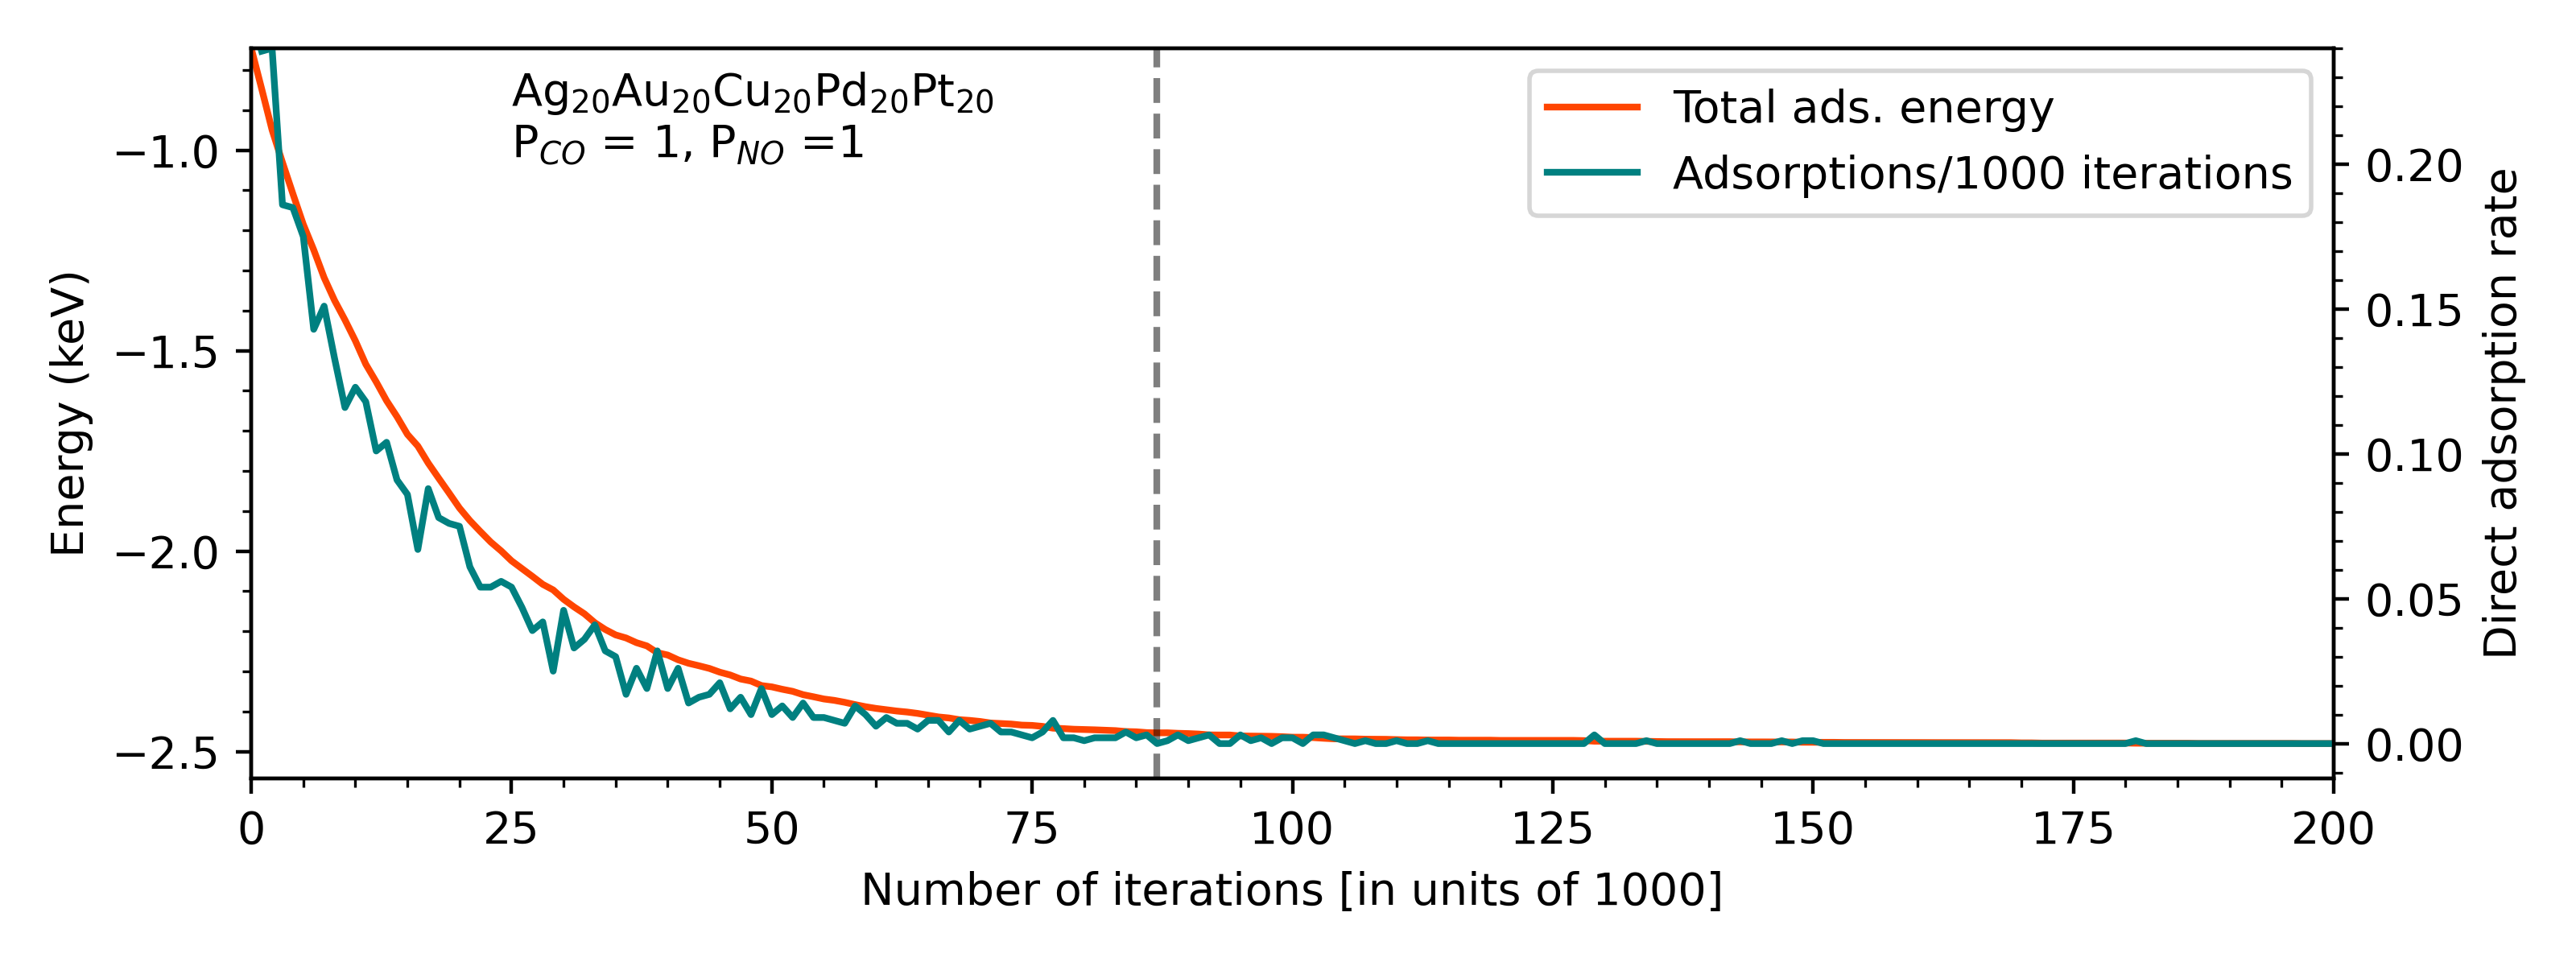 Ag₂₀Au₂₀Cu₂₀Pd₂₀Pt₂₀
P_CO = 1, P_NO =1
Total ads. energy
Adsorptions/1000 iterations
Energy (keV)
−1.0
−1.5
−2.0
−2.5
0.20
0.15
0.10
0.05
0.00
Direct adsorption rate
0 25 50 75 100 125 150 175 200
Number of iterations [in units of 1000]